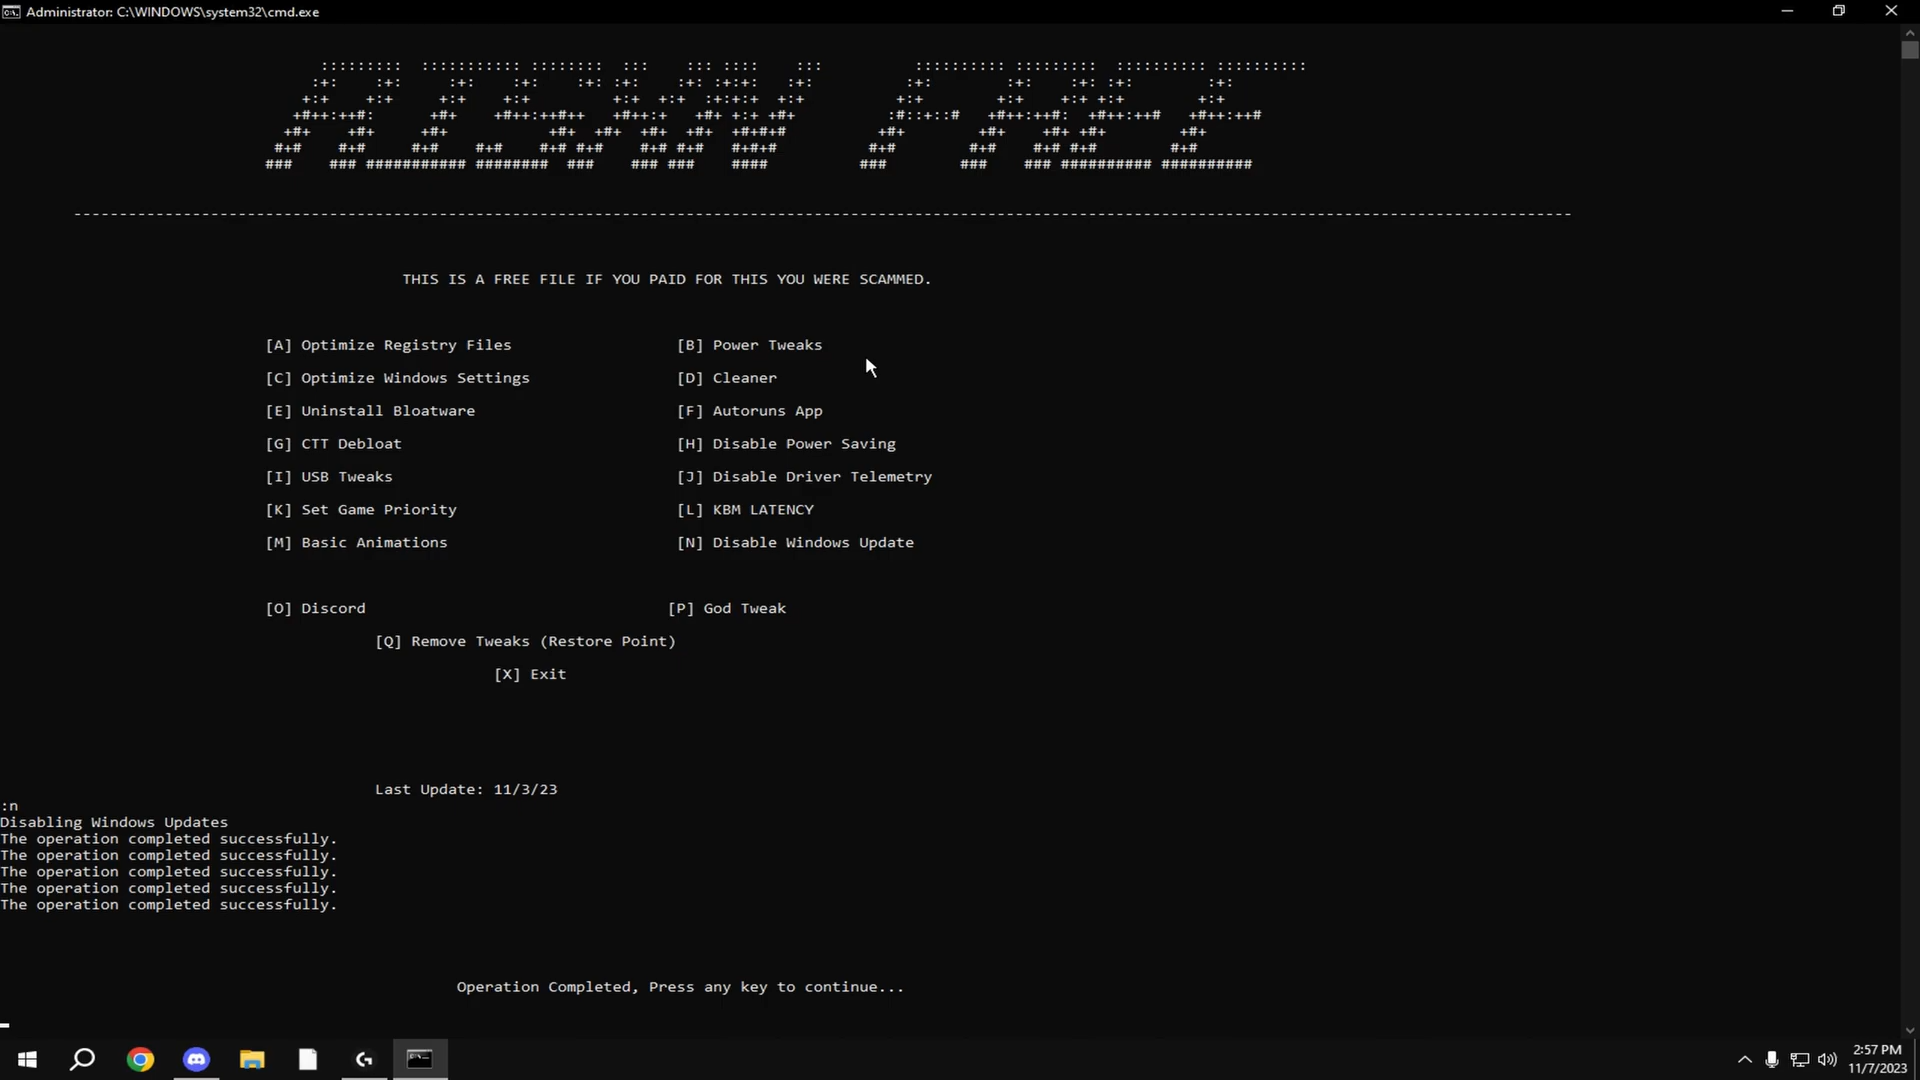 Administrator: C:\WINDOWS\system32\cmd.exe
RISXN FREE
THIS IS A FREE FILE IF YOU PAID FOR THIS YOU WERE SCAMMED.
[A] Optimize Registry Files [B] Power Tweaks
[C] Optimize Windows Settings [D] Cleaner
[E] Uninstall Bloatware [F] Autoruns App
[G] CTT Debloat [H] Disable Power Saving
[I] USB Tweaks [J] Disable Driver Telemetry
[K] Set Game Priority [L] KBM LATENCY
[M] Basic Animations [N] Disable Windows Update
[O] Discord [P] God Tweak
[Q] Remove Tweaks (Restore Point)
[X] Exit
Last Update: 11/3/23
:n
Disabling Windows Updates
The operation completed successfully.
The operation completed successfully.
The operation completed successfully.
The operation completed successfully.
The operation completed successfully.
Operation Completed, Press any key to continue...
2:57 PM
11/7/2023